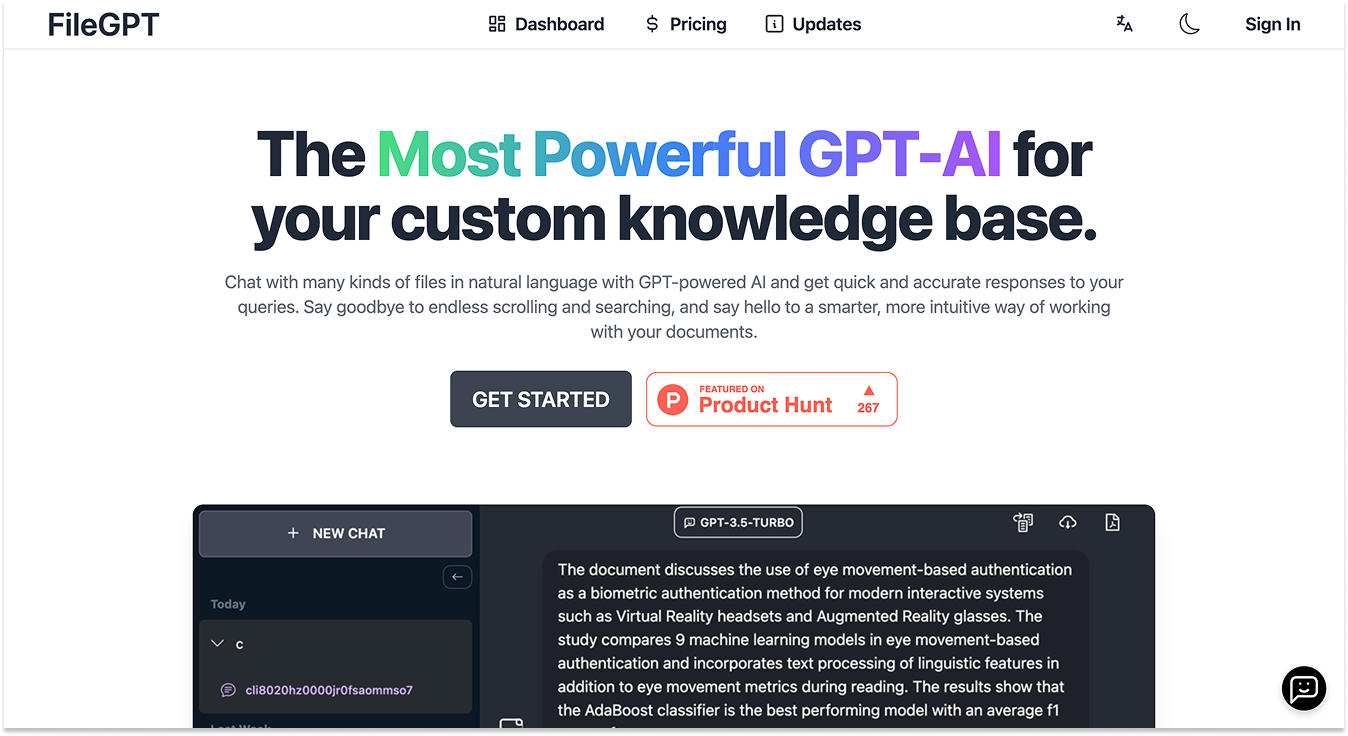 FileGPT
Dashboard
Pricing
Updates
Sign In
The Most Powerful GPT-AI for
your custom knowledge base.
Chat with many kinds of files in natural language with GPT-powered AI and get quick and accurate responses to your
queries. Say goodbye to endless scrolling and searching, and say hello to a smarter, more intuitive way of working
with your documents.
GET STARTED
FEATURED ON
Product Hunt
267
+ NEW CHAT
Today
c
cli8020hz0000jr0fsaommso7
Last Week
GPT-3.5-TURBO
The document discusses the use of eye movement-based authentication
as a biometric authentication method for modern interactive systems
such as Virtual Reality headsets and Augmented Reality glasses. The
study compares 9 machine learning models in eye movement-based
authentication and incorporates text processing of linguistic features in
addition to eye movement metrics during reading. The results show that
the AdaBoost classifier is the best performing model with an average f1